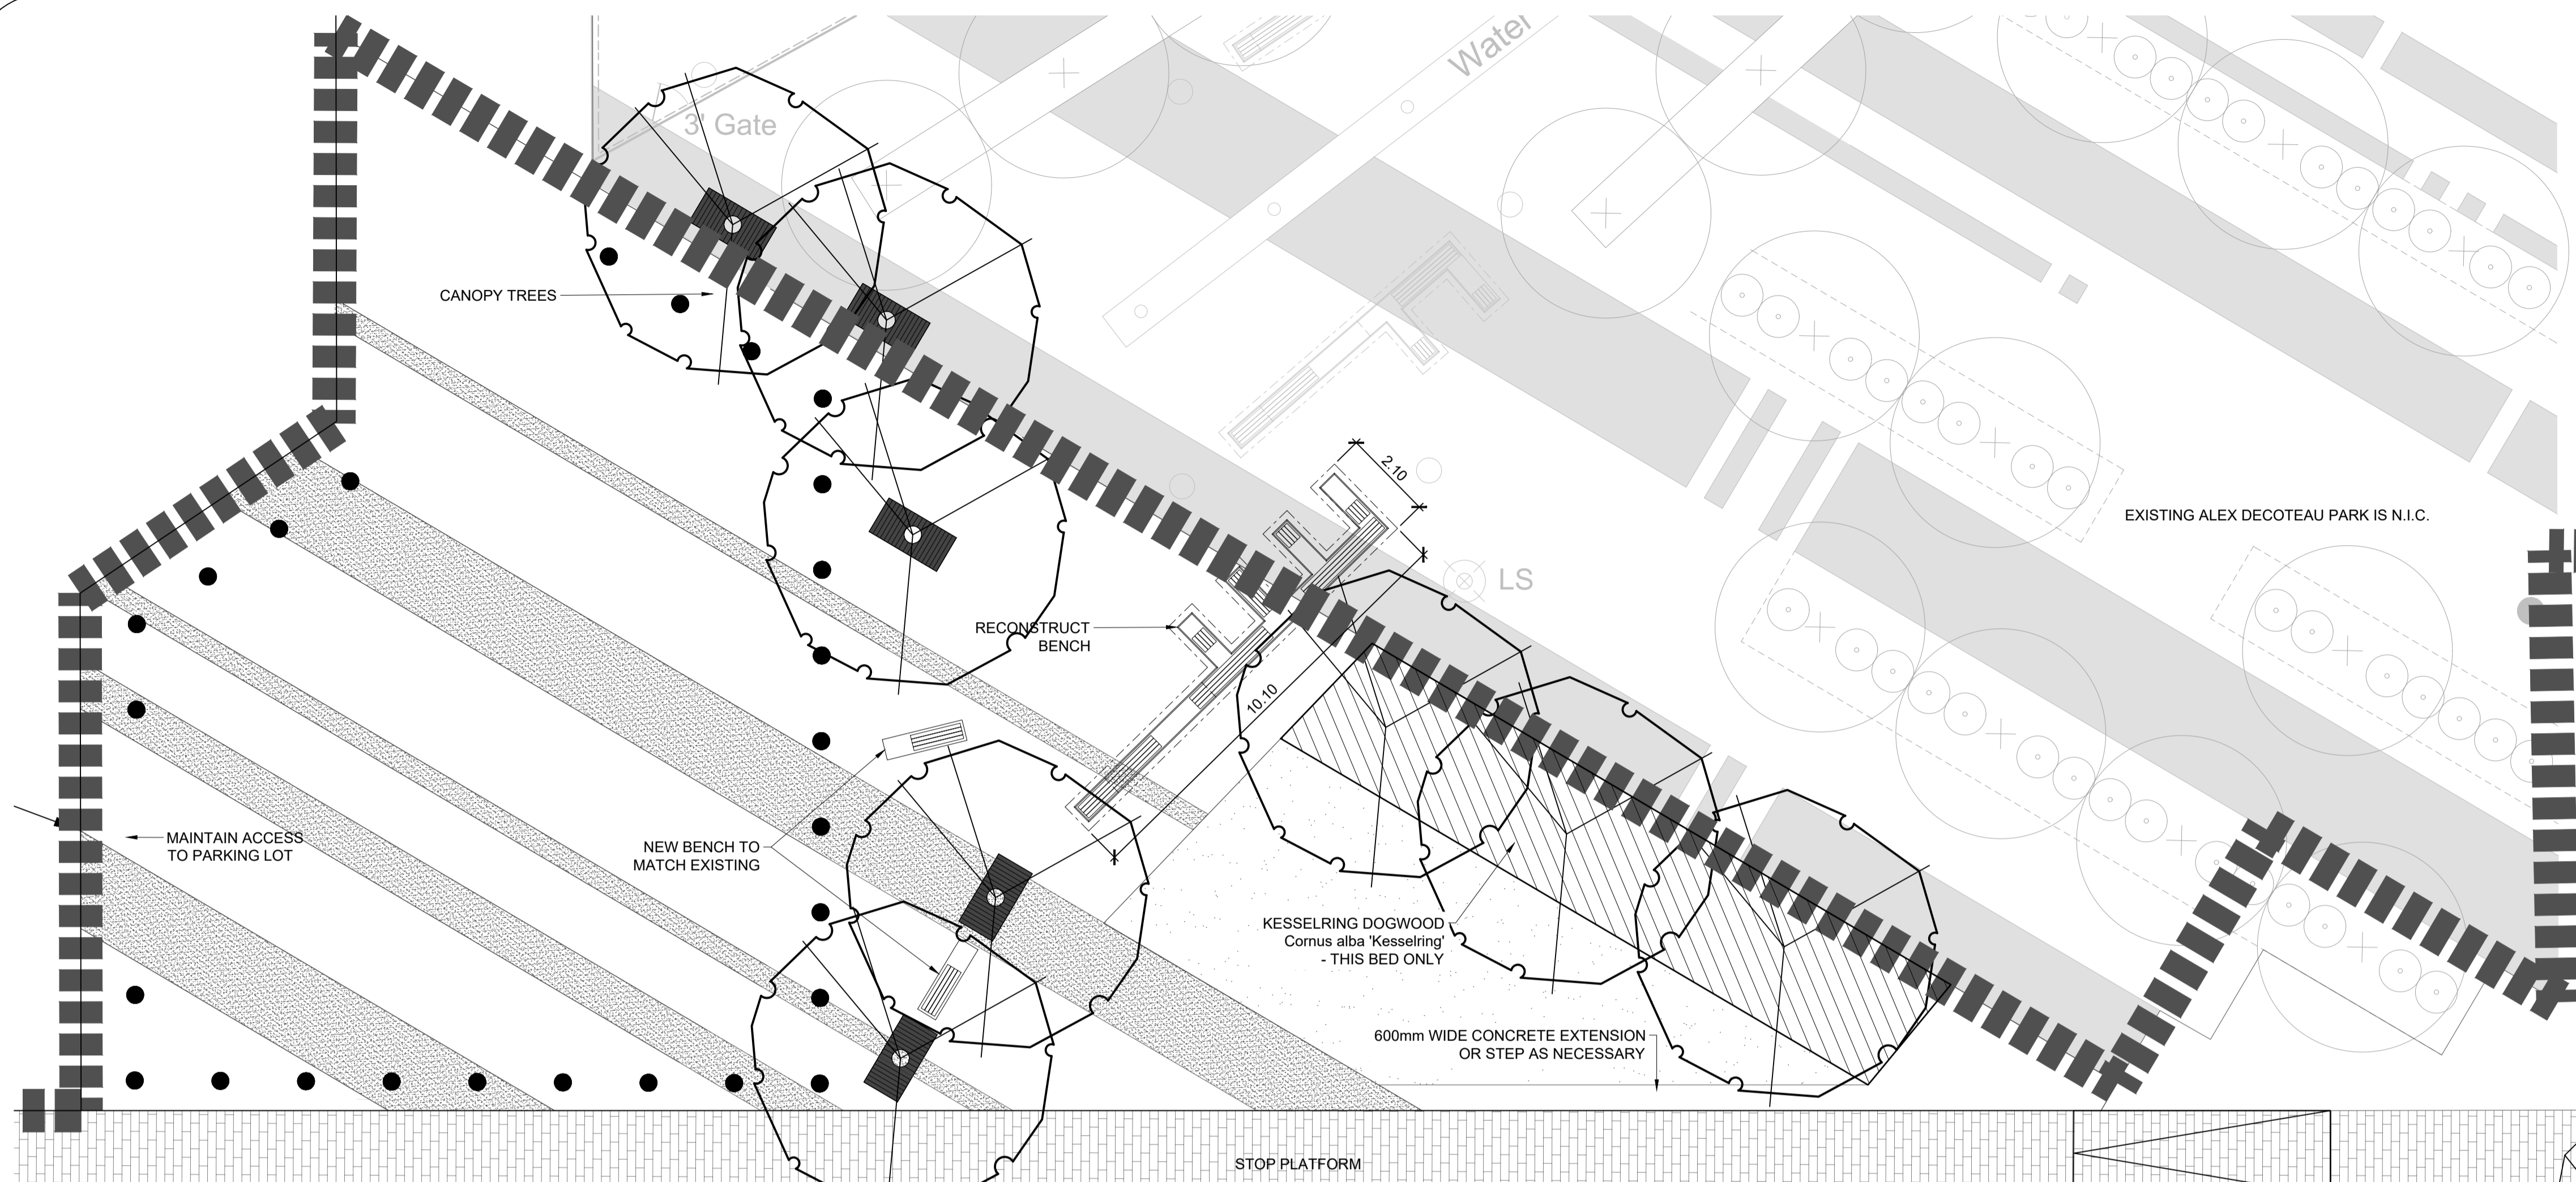 Water
3' Gate
CANOPY TREES
2.10
EXISTING ALEX DECOTEAU PARK IS N.I.C.
LS
RECONSTRUCT
BENCH
10.10
MAINTAIN ACCESS
TO PARKING LOT
NEW BENCH TO
MATCH EXISTING
KESSELRING DOGWOOD
Cornus alba 'Kesselring'
- THIS BED ONLY
600mm WIDE CONCRETE EXTENSION
OR STEP AS NECESSARY
STOP PLATFORM